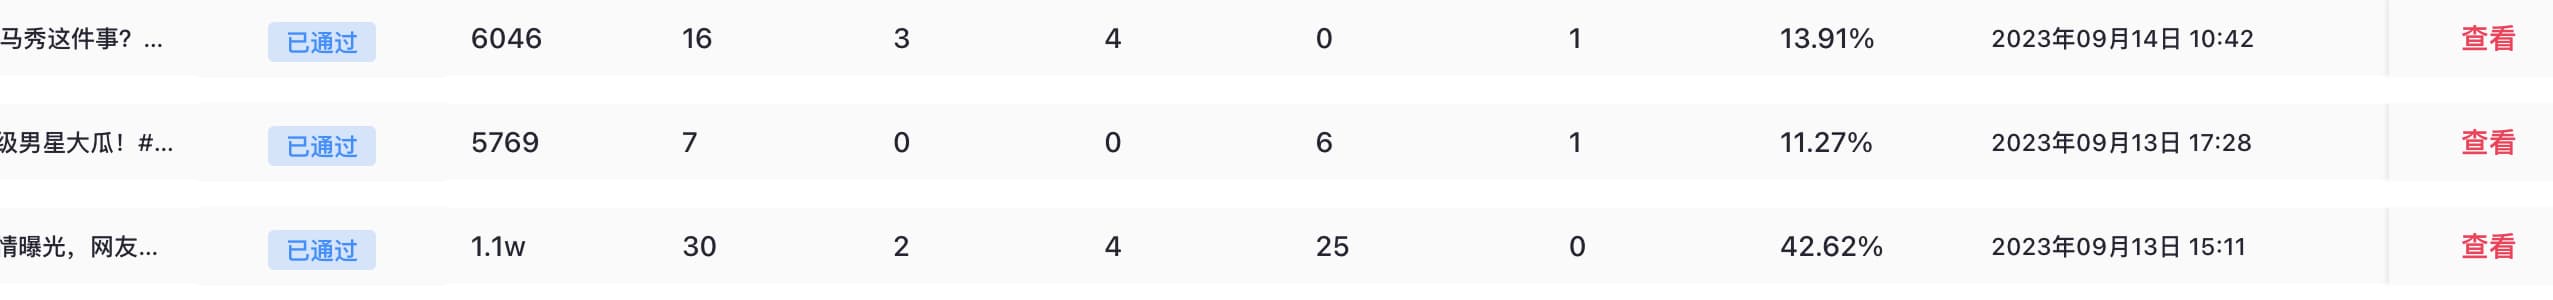 马秀这件事？... 已通过 6046 16 3 4 0 1 13.91% 2023年09月14日 10:42 查看
级男星大瓜！#... 已通过 5769 7 0 0 6 1 11.27% 2023年09月13日 17:28 查看
情曝光，网友... 已通过 1.1w 30 2 4 25 0 42.62% 2023年09月13日 15:11 查看